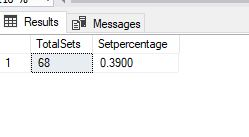 Results Messages
TotalSets Setpercentage
1 68 0.3900